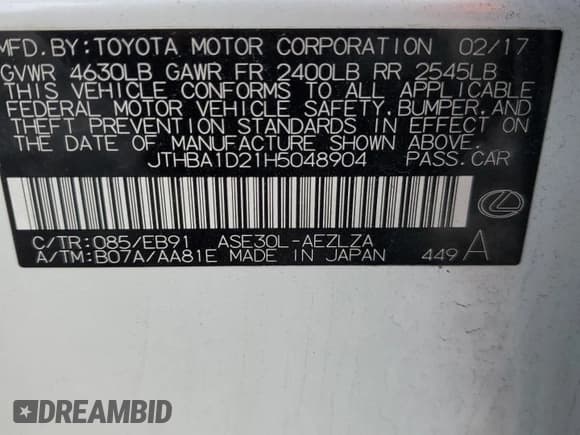 MFD. BY: TOYOTA MOTOR CORPORATION 02/17
GVWR 4630LB GAWR FR 2400LB RR 2545LB
THIS VEHICLE CONFORMS TO ALL APPLICABLE
FEDERAL MOTOR VEHICLE SAFETY, BUMPER, AND
THEFT PREVENTION STANDARDS IN EFFECT ON
THE DATE OF MANUFACTURE SHOWN ABOVE.
JTHBA1D21H5048904 PASS. CAR
C/TR: 085/EB91 ASE30L-AEZLZA
A/TM: B07A/AA81E MADE IN JAPAN 449 A
DREAMBID